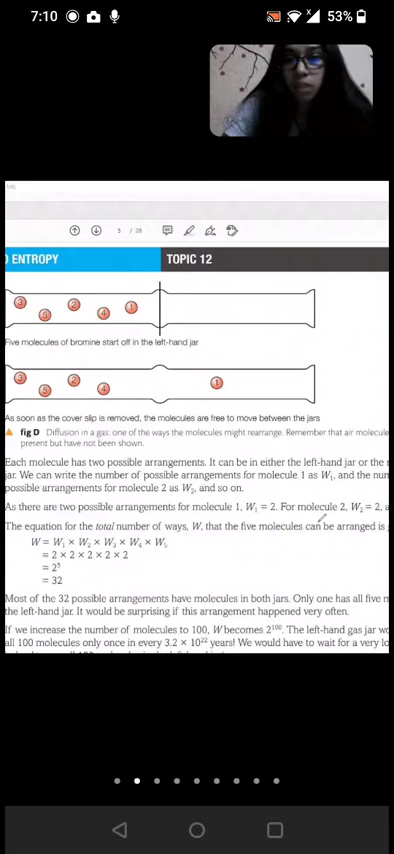 7:10 53%
5 / 28
D ENTROPY TOPIC 12
3 5 2 4 1
Five molecules of bromine start off in the left-hand jar
3 5 2 4 1
As soon as the cover slip is removed, the molecules are free to move between the jars
fig D Diffusion in a gas: one of the ways the molecules might rearrange. Remember that air molecule
present but have not been shown.
Each molecule has two possible arrangements. It can be in either the left-hand jar or the
jar. We can write the number of possible arrangements for molecule 1 as W₁, and the num
possible arrangements for molecule 2 as W₂, and so on.
As there are two possible arrangements for molecule 1, W₁ = 2. For molecule 2, W₂ = 2, a
The equation for the total number of ways, W, that the five molecules can be arranged is
W = W₁ × W₂ × W₃ × W₄ × W₅
= 2 × 2 × 2 × 2 × 2
= 2⁵
= 32
Most of the 32 possible arrangements have molecules in both jars. Only one has all five m
the left-hand jar. It would be surprising if this arrangement happened very often.
If we increase the number of molecules to 100, W becomes 2¹⁰⁰. The left-hand gas jar wo
all 100 molecules only once in every 3.2 × 10²² years! We would have to wait for a very lo